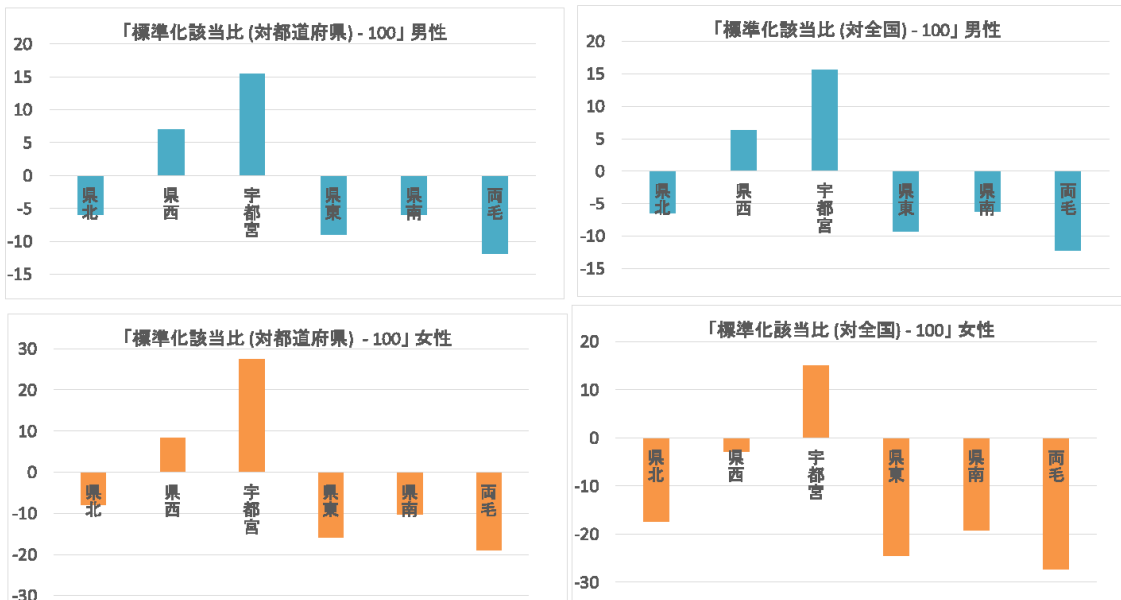 「標準化該当比 (対都道府県) - 100」 男性
20
15
10
5
0
-5
-10
-15
県北
県西
宇都宮
県東
県南
両毛
「標準化該当比 (対全国) - 100」 男性
20
15
10
5
0
-5
-10
-15
県北
県西
宇都宮
県東
県南
両毛
「標準化該当比 (対都道府県) - 100」 女性
30
20
10
0
-10
-20
-30
県北
県西
宇都宮
県東
県南
両毛
「標準化該当比 (対全国) - 100」 女性
20
10
0
-10
-20
-30
県北
県西
宇都宮
県東
県南
両毛